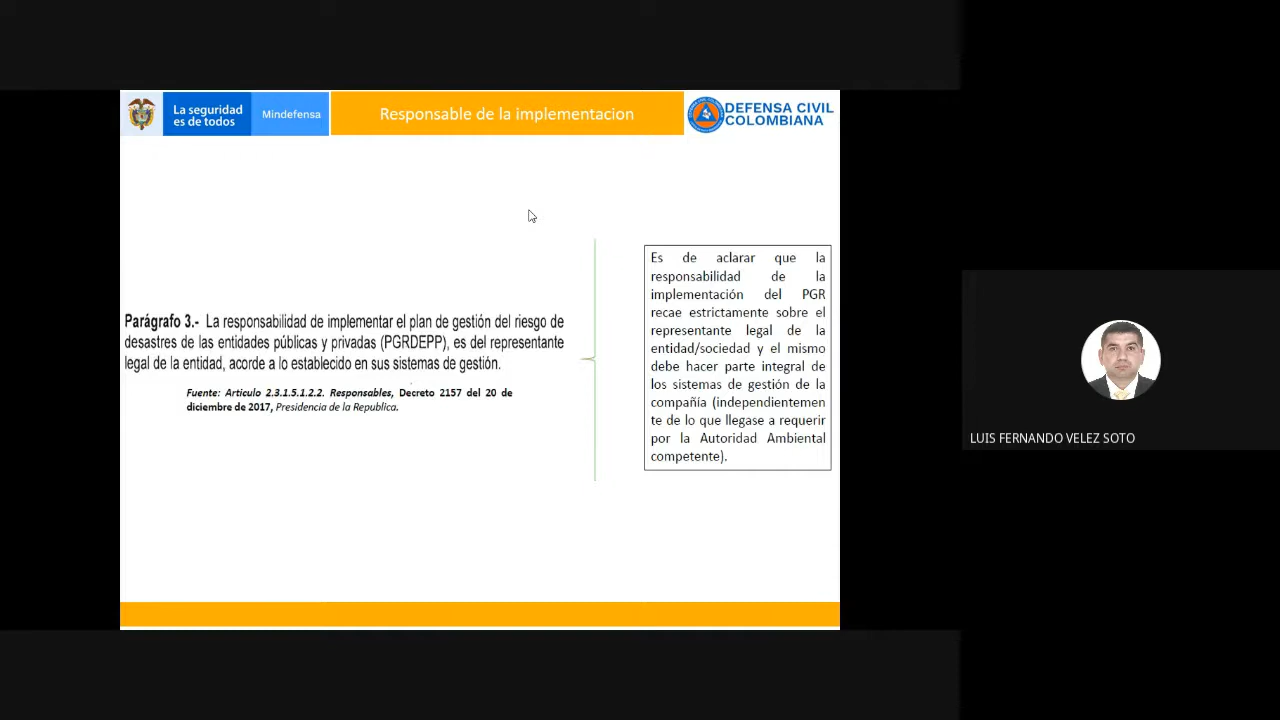 La seguridad
es de todos
Mindefensa
Responsable de la implementacion
DEFENSA CIVIL
COLOMBIANA
Parágrafo 3.- La responsabilidad de implementar el plan de gestión del riesgo de
desastres de las entidades públicas y privadas (PGRDEPP), es del representante
legal de la entidad, acorde a lo establecido en sus sistemas de gestión.
Fuente: Articulo 2.3.1.5.1.2.2. Responsables, Decreto 2157 del 20 de
diciembre de 2017, Presidencia de la Republica.
Es de aclarar que la
responsabilidad de la
implementación del PGR
recae estrictamente sobre el
representante legal de la
entidad/sociedad y el mismo
debe hacer parte integral de
los sistemas de gestión de la
compañía (independientemen
te de lo que llegase a requerir
por la Autoridad Ambiental
competente).
LUIS FERNANDO VELEZ SOTO